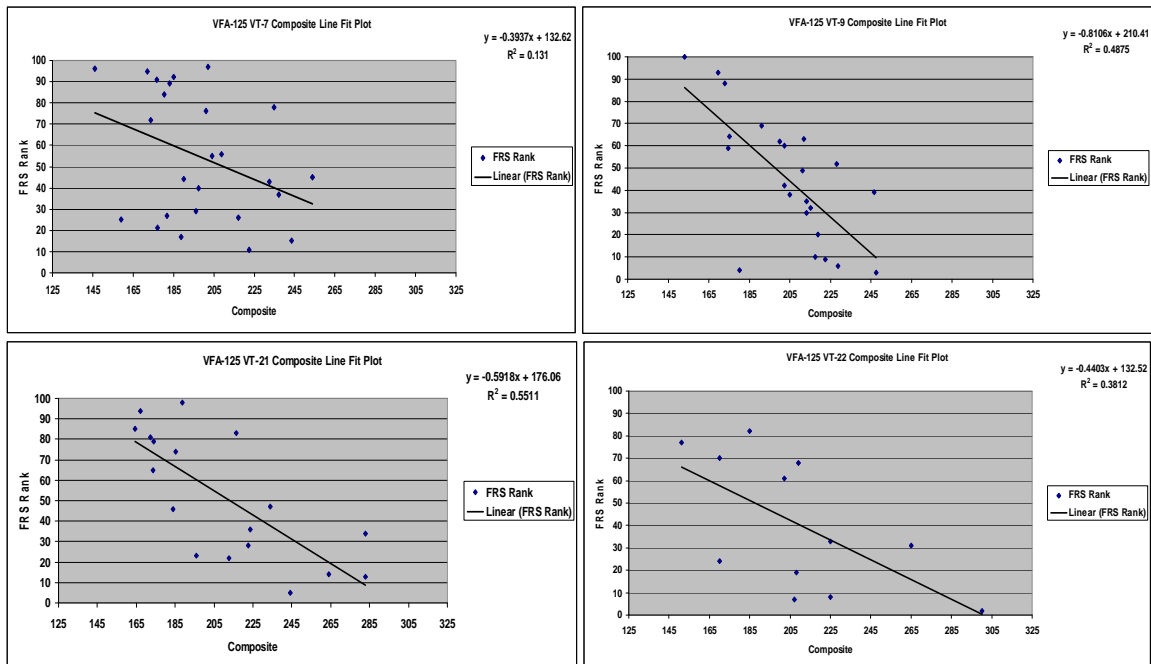 VFA-125 VT-7 Composite Line Fit Plot
y = -0.3937x + 132.62
R² = 0.131
100
90
80
70
60
50
40
30
20
10
0
FRS Rank
125 145 165 185 205 225 245 265 285 305 325
Composite
FRS Rank
Linear (FRS Rank)
VFA-125 VT-9 Composite Line Fit Plot
y = -0.8106x + 210.41
R² = 0.4875
100
90
80
70
60
50
40
30
20
10
0
FRS Rank
125 145 165 185 205 225 245 265 285 305 325
Composite
FRS Rank
Linear (FRS Rank)
VFA-125 VT-21 Composite Line Fit Plot
y = -0.5918x + 176.06
R² = 0.5511
100
90
80
70
60
50
40
30
20
10
0
FRS Rank
125 145 165 185 205 225 245 265 285 305 325
Composite
FRS Rank
Linear (FRS Rank)
VFA-125 VT-22 Composite Line Fit Plot
y = -0.4403x + 132.52
R² = 0.3812
100
90
80
70
60
50
40
30
20
10
0
FRS Rank
125 145 165 185 205 225 245 265 285 305 325
Composite
FRS Rank
Linear (FRS Rank)